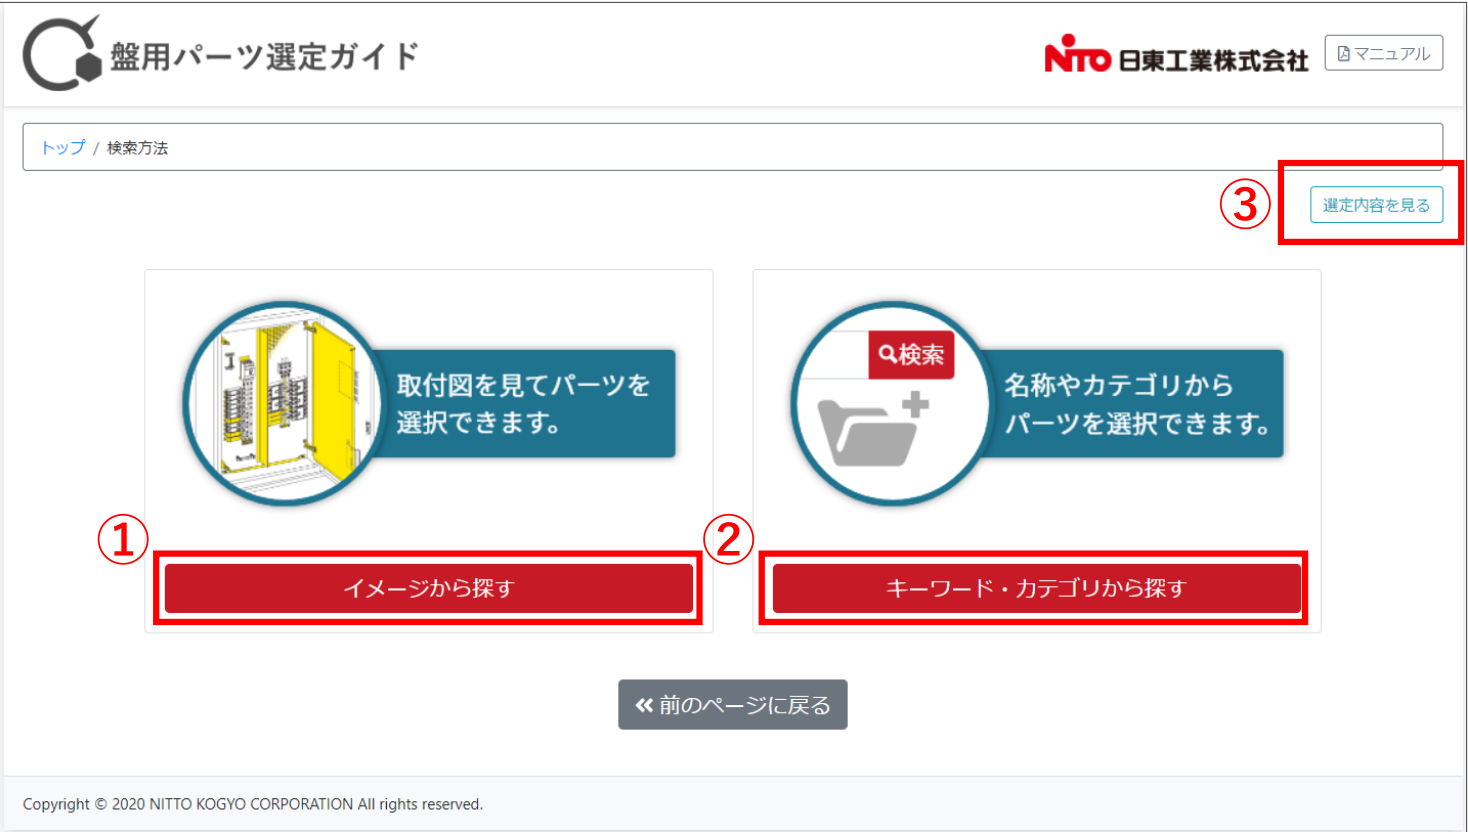 盤用パーツ選定ガイド
NITO 日東工業株式会社
マニュアル
トップ / 検索方法
③
選定内容を見る
取付図を見てパーツを
選択できます。
検索
名称やカテゴリから
パーツを選択できます。
①
イメージから探す
②
キーワード・カテゴリから探す
前のページに戻る
Copyright © 2020 NITTO KOGYO CORPORATION All rights reserved.